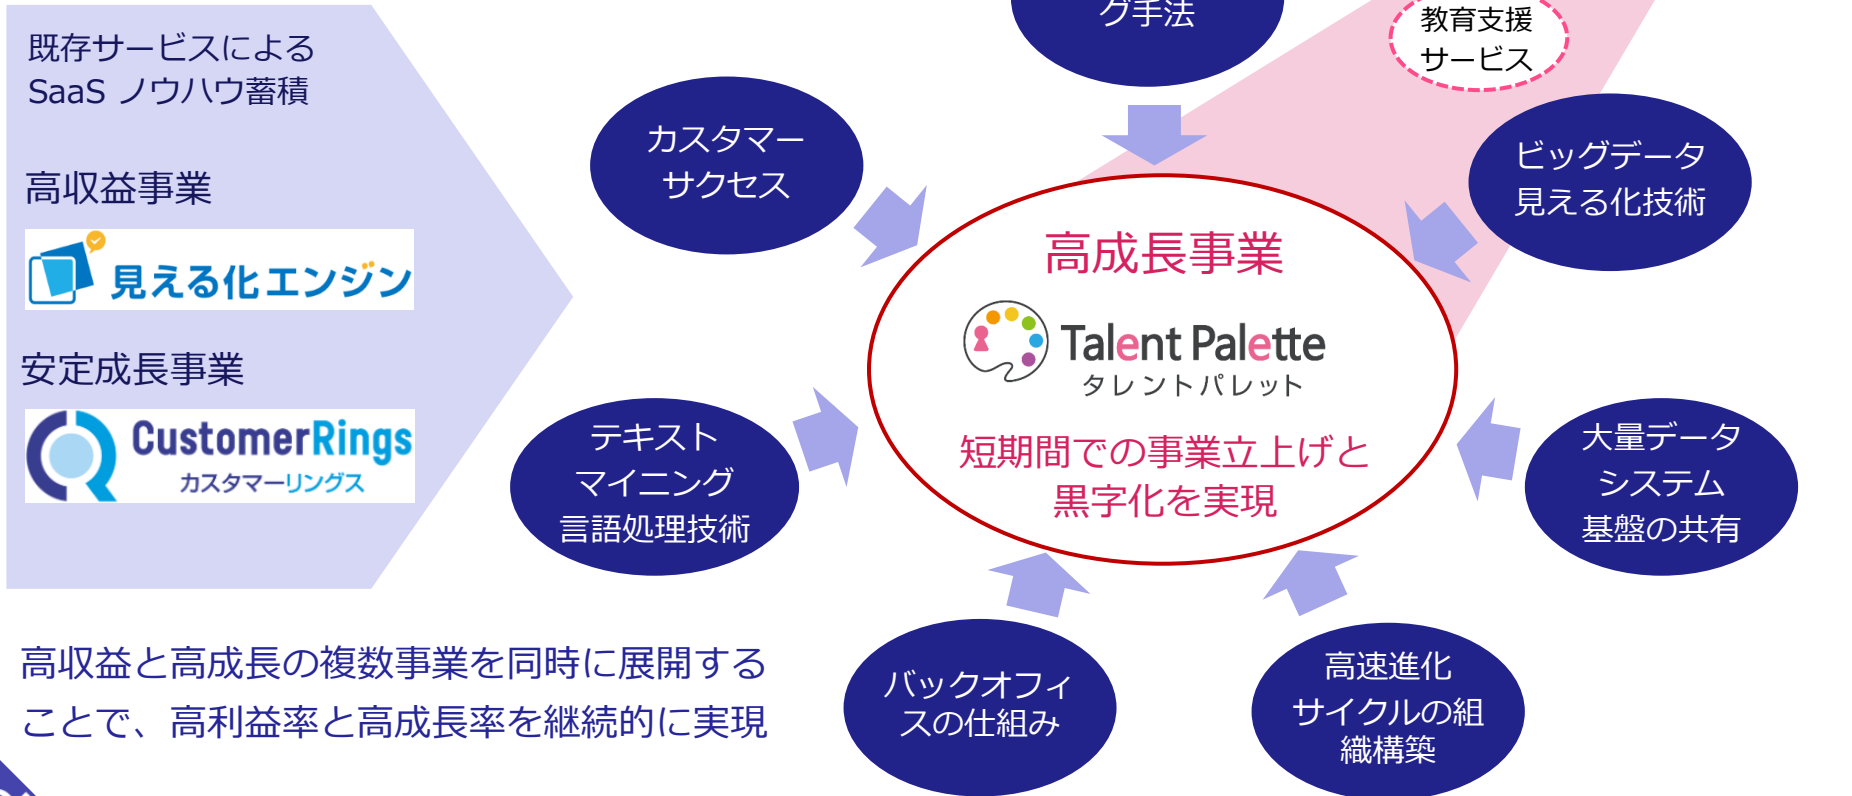 既存サービスによる
SaaS ノウハウ蓄積
高収益事業
見える化エンジン
安定成長事業
CustomerRings
カスタマーリングス
高収益と高成長の複数事業を同時に展開する
ことで、高利益率と高成長率を継続的に実現
グ手法
教育支援
サービス
カスタマー
サクセス
ビッグデータ
見える化技術
高成長事業
Talent Palette
タレントパレット
短期間での事業立上げと
黒字化を実現
テキスト
マイニング
言語処理技術
大量データ
システム
基盤の共有
バックオフィ
スの仕組み
高速進化
サイクルの組
織構築